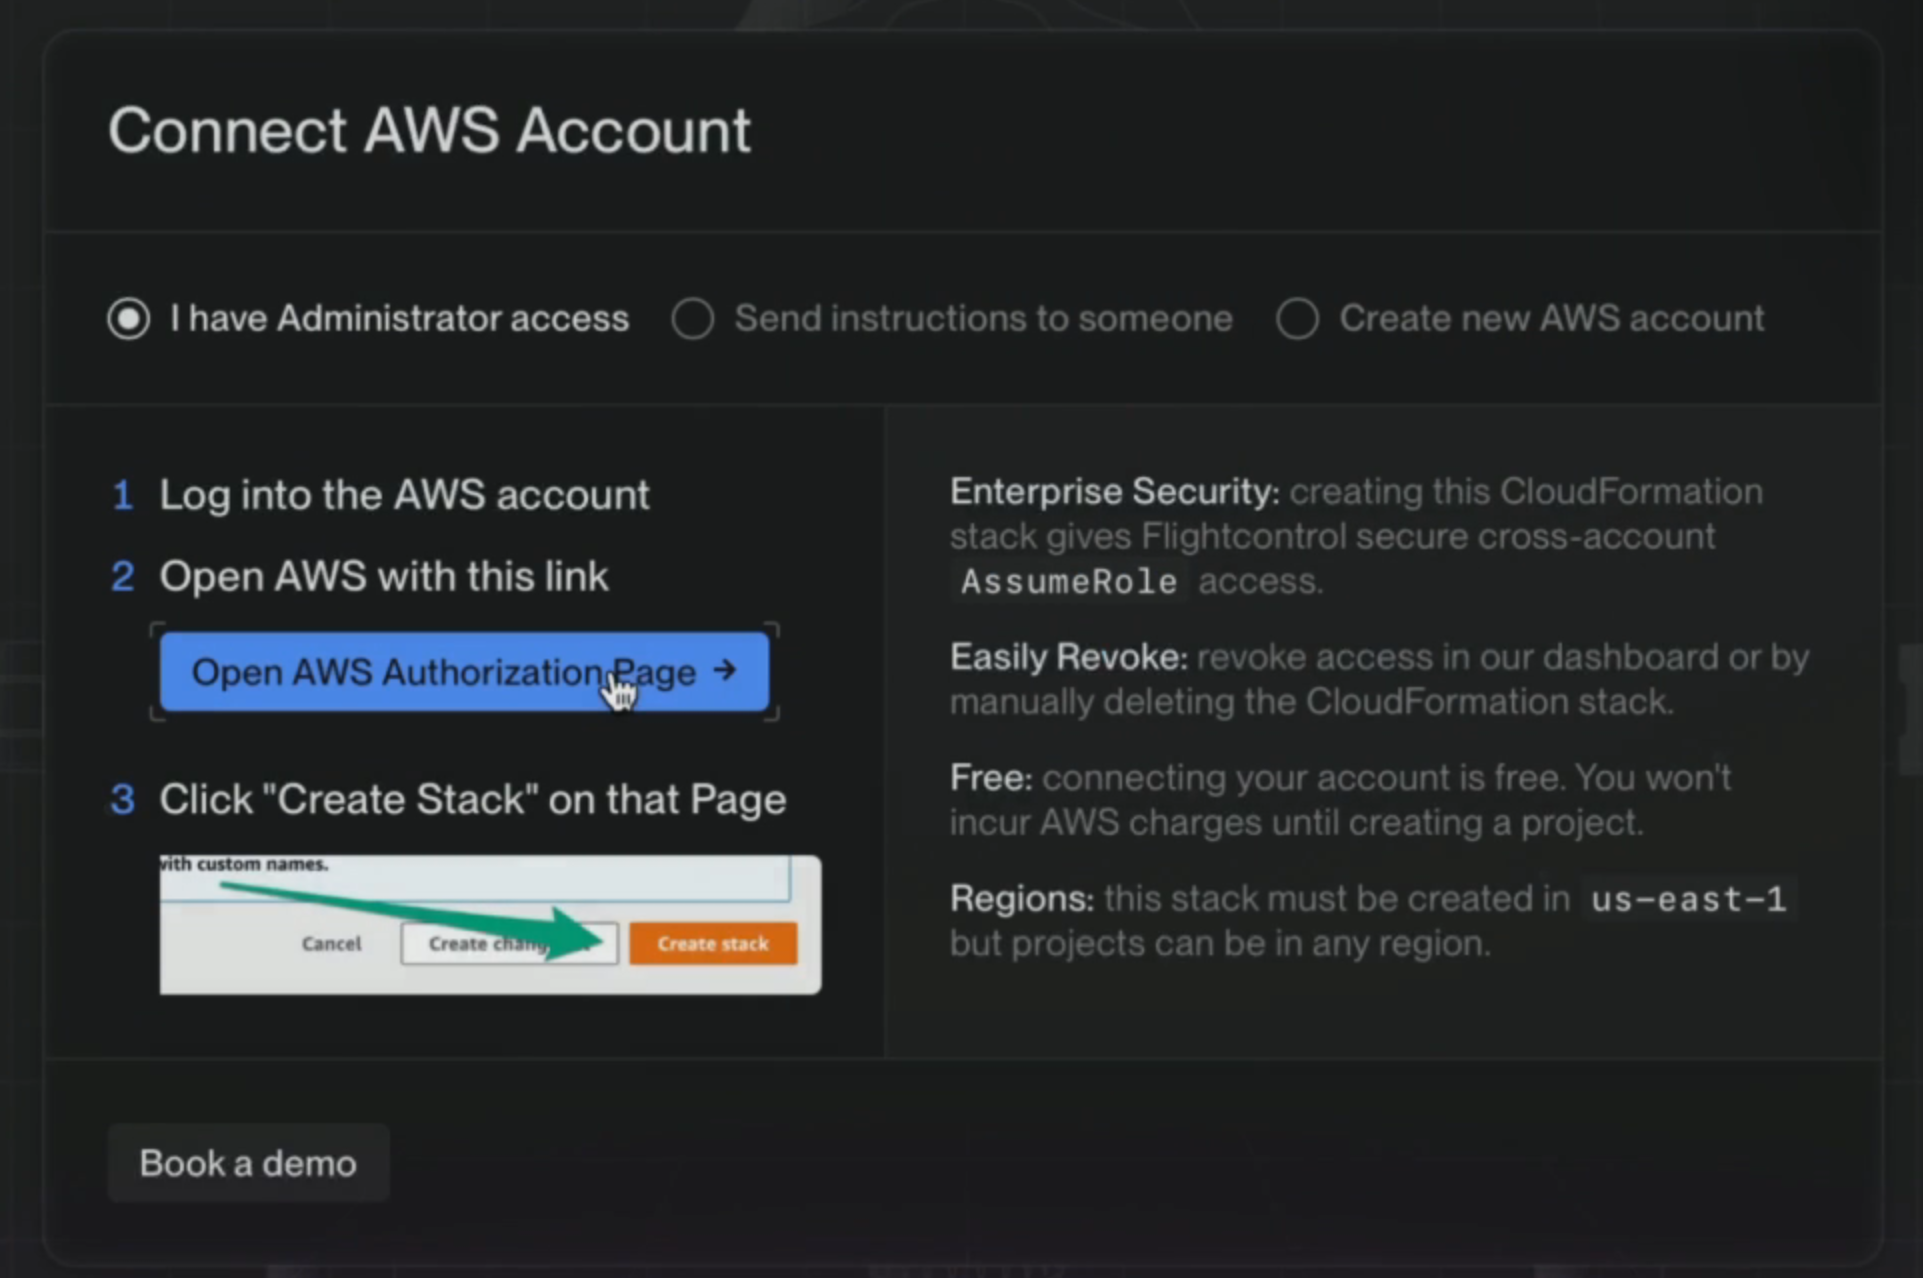 Connect AWS Account
I have Administrator access
Send instructions to someone
Create new AWS account
1 Log into the AWS account
2 Open AWS with this link
Open AWS Authorization Page →
3 Click "Create Stack" on that Page
with custom names.
Cancel
Create
Create stack
Enterprise Security: creating this CloudFormation
stack gives Flightcontrol secure cross-account
AssumeRole access.
Easily Revoke: revoke access in our dashboard or by
manually deleting the CloudFormation stack.
Free: connecting your account is free. You won't
incur AWS charges until creating a project.
Regions: this stack must be created in us-east-1
but projects can be in any region.
Book a demo